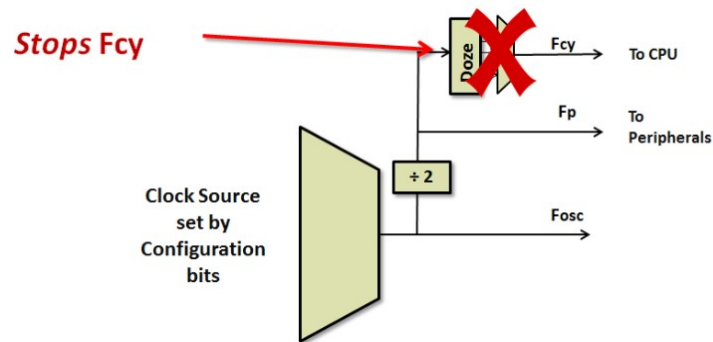 Stops Fcy
Doze
Fcy
To CPU
Fp
To
Peripherals
÷ 2
Clock Source
set by
Configuration
bits
Fosc